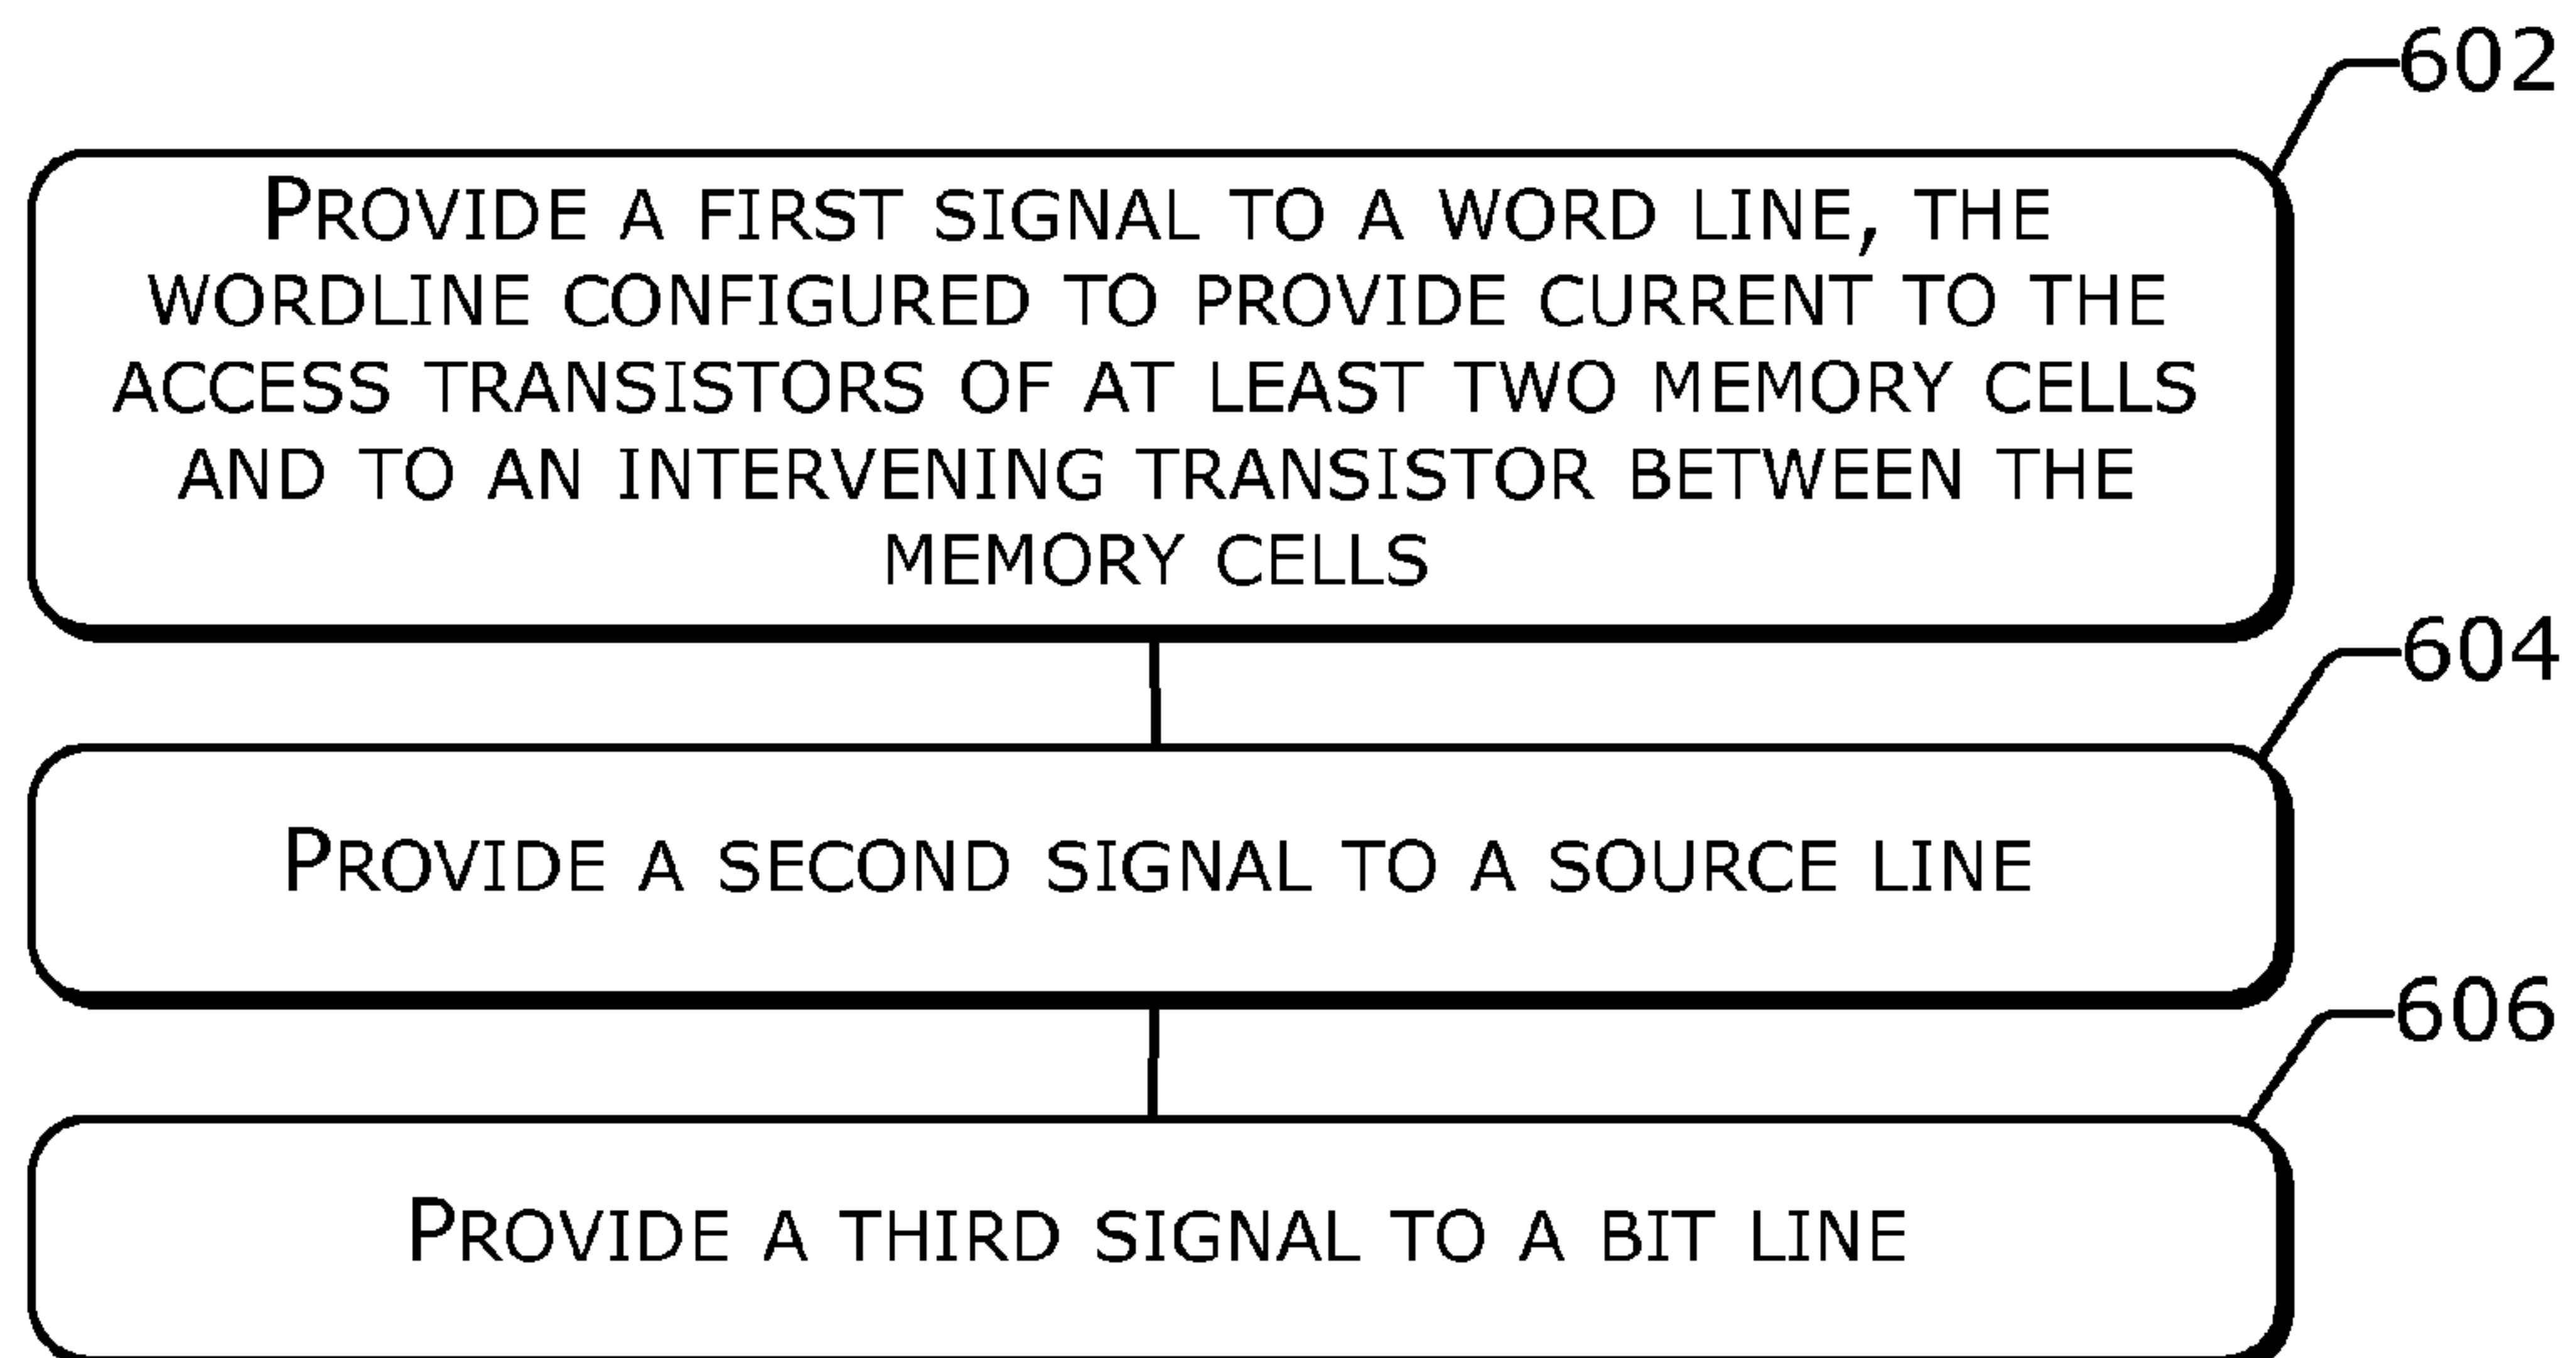 602
PROVIDE A FIRST SIGNAL TO A WORD LINE, THE
WORDLINE CONFIGURED TO PROVIDE CURRENT TO THE
ACCESS TRANSISTORS OF AT LEAST TWO MEMORY CELLS
AND TO AN INTERVENING TRANSISTOR BETWEEN THE
MEMORY CELLS
604
PROVIDE A SECOND SIGNAL TO A SOURCE LINE
606
PROVIDE A THIRD SIGNAL TO A BIT LINE